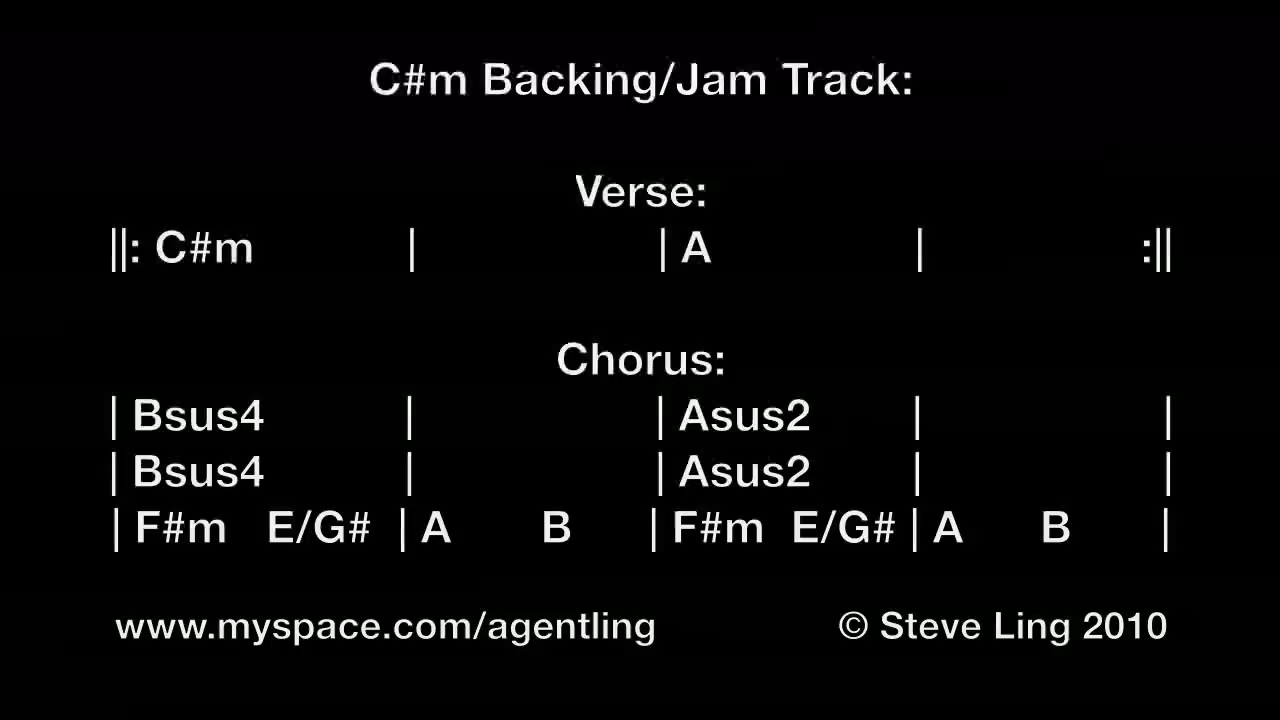 C#m Backing/Jam Track:
Verse:
||: C#m | | A | :||
Chorus:
| Bsus4 | | Asus2 | |
| Bsus4 | | Asus2 | |
| F#m E/G# | A B | F#m E/G# | A B |
www.myspace.com/agentling © Steve Ling 2010